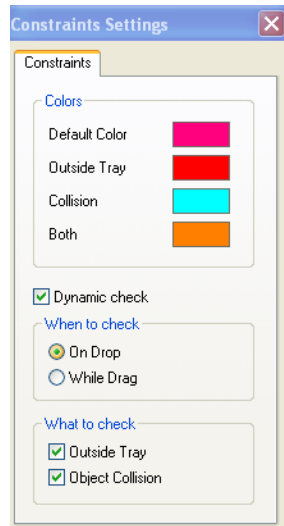 Constraints Settings
Constraints
Colors
Default Color
Outside Tray
Collision
Both
Dynamic check
When to check
On Drop
While Drag
What to check
Outside Tray
Object Collision